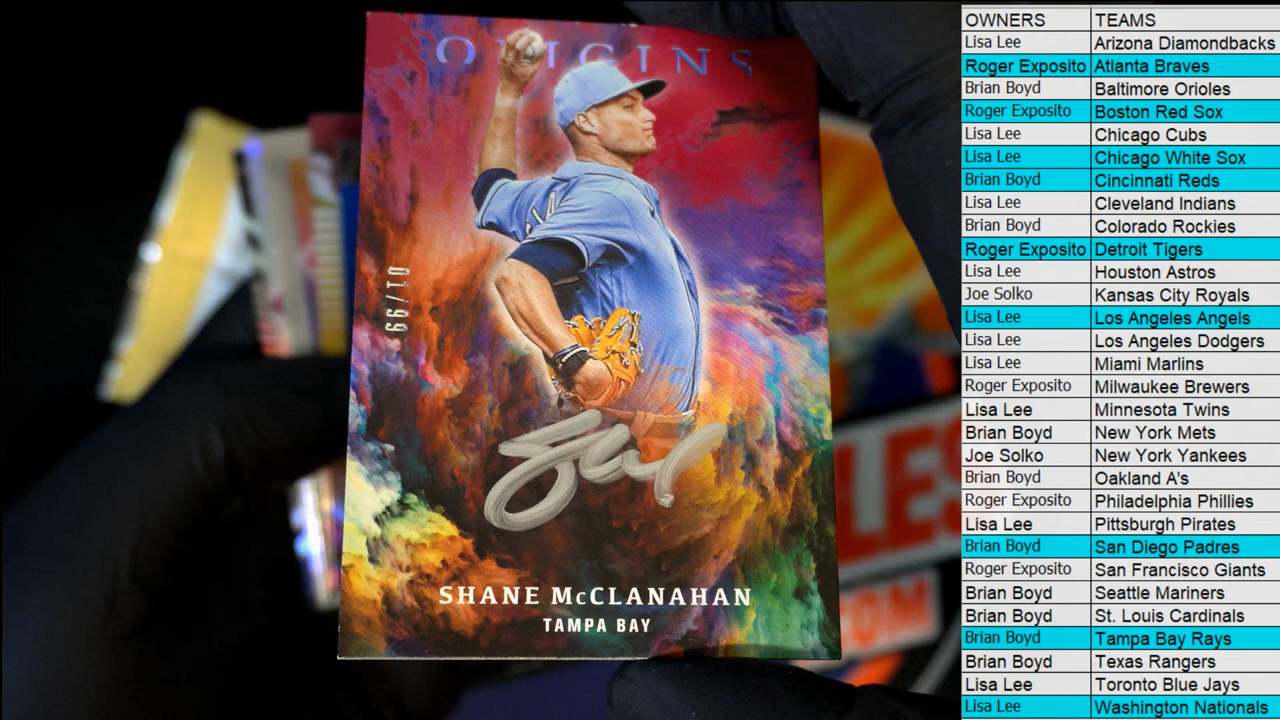 ORIGINS
01/99
SHANE McCLANAHAN
TAMPA BAY
LES
OM
OWNERS TEAMS
Lisa Lee Arizona Diamondbacks
Roger Exposito Atlanta Braves
Brian Boyd Baltimore Orioles
Roger Exposito Boston Red Sox
Lisa Lee Chicago Cubs
Lisa Lee Chicago White Sox
Brian Boyd Cincinnati Reds
Lisa Lee Cleveland Indians
Brian Boyd Colorado Rockies
Roger Exposito Detroit Tigers
Lisa Lee Houston Astros
Joe Solko Kansas City Royals
Lisa Lee Los Angeles Angels
Lisa Lee Los Angeles Dodgers
Lisa Lee Miami Marlins
Roger Exposito Milwaukee Brewers
Lisa Lee Minnesota Twins
Brian Boyd New York Mets
Joe Solko New York Yankees
Brian Boyd Oakland A's
Roger Exposito Philadelphia Phillies
Lisa Lee Pittsburgh Pirates
Brian Boyd San Diego Padres
Roger Exposito San Francisco Giants
Brian Boyd Seattle Mariners
Brian Boyd St. Louis Cardinals
Brian Boyd Tampa Bay Rays
Brian Boyd Texas Rangers
Lisa Lee Toronto Blue Jays
Lisa Lee Washington Nationals